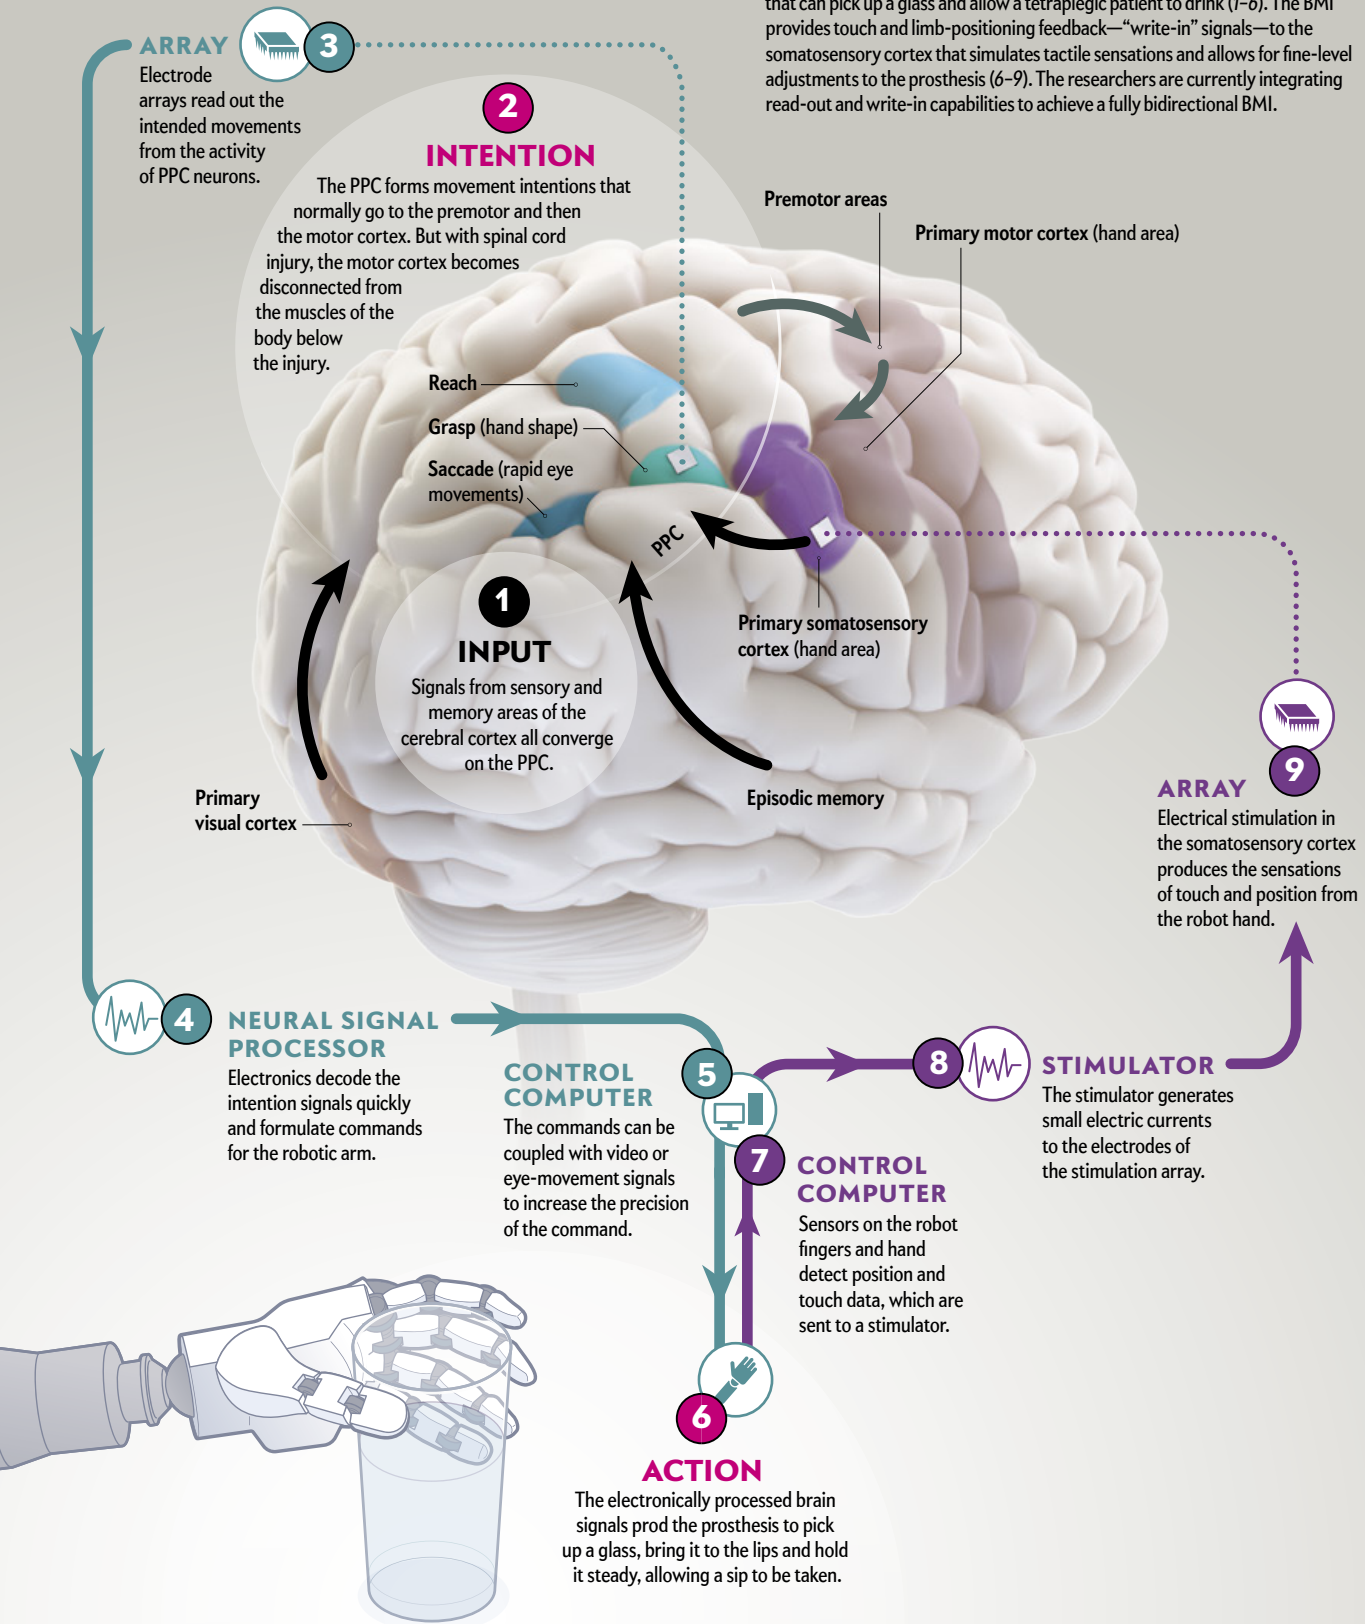 that can pick up a glass and allow a tetraplegic patient to drink (1–6). The BMI
provides touch and limb-positioning feedback—“write-in” signals—to the
somatosensory cortex that simulates tactile sensations and allows for fine-level
adjustments to the prosthesis (6–9). The researchers are currently integrating
read-out and write-in capabilities to achieve a fully bidirectional BMI.
ARRAY
3
Electrode
arrays read out the
intended movements
from the activity
of PPC neurons.
2
INTENTION
The PPC forms movement intentions that
normally go to the premotor and then
the motor cortex. But with spinal cord
injury, the motor cortex becomes
disconnected from
the muscles of the
body below
the injury.
Premotor areas
Primary motor cortex (hand area)
Reach
Grasp (hand shape)
Saccade (rapid eye
movements)
PPC
1
INPUT
Signals from sensory and
memory areas of the
cerebral cortex all converge
on the PPC.
Primary somatosensory
cortex (hand area)
Primary
visual cortex
Episodic memory
9
ARRAY
Electrical stimulation in
the somatosensory cortex
produces the sensations
of touch and position from
the robot hand.
4
NEURAL SIGNAL
PROCESSOR
Electronics decode the
intention signals quickly
and formulate commands
for the robotic arm.
5
CONTROL
COMPUTER
The commands can be
coupled with video or
eye-movement signals
to increase the precision
of the command.
7
CONTROL
COMPUTER
Sensors on the robot
fingers and hand
detect position and
touch data, which are
sent to a stimulator.
8
STIMULATOR
The stimulator generates
small electric currents
to the electrodes of
the stimulation array.
6
ACTION
The electronically processed brain
signals prod the prosthesis to pick
up a glass, bring it to the lips and hold
it steady, allowing a sip to be taken.